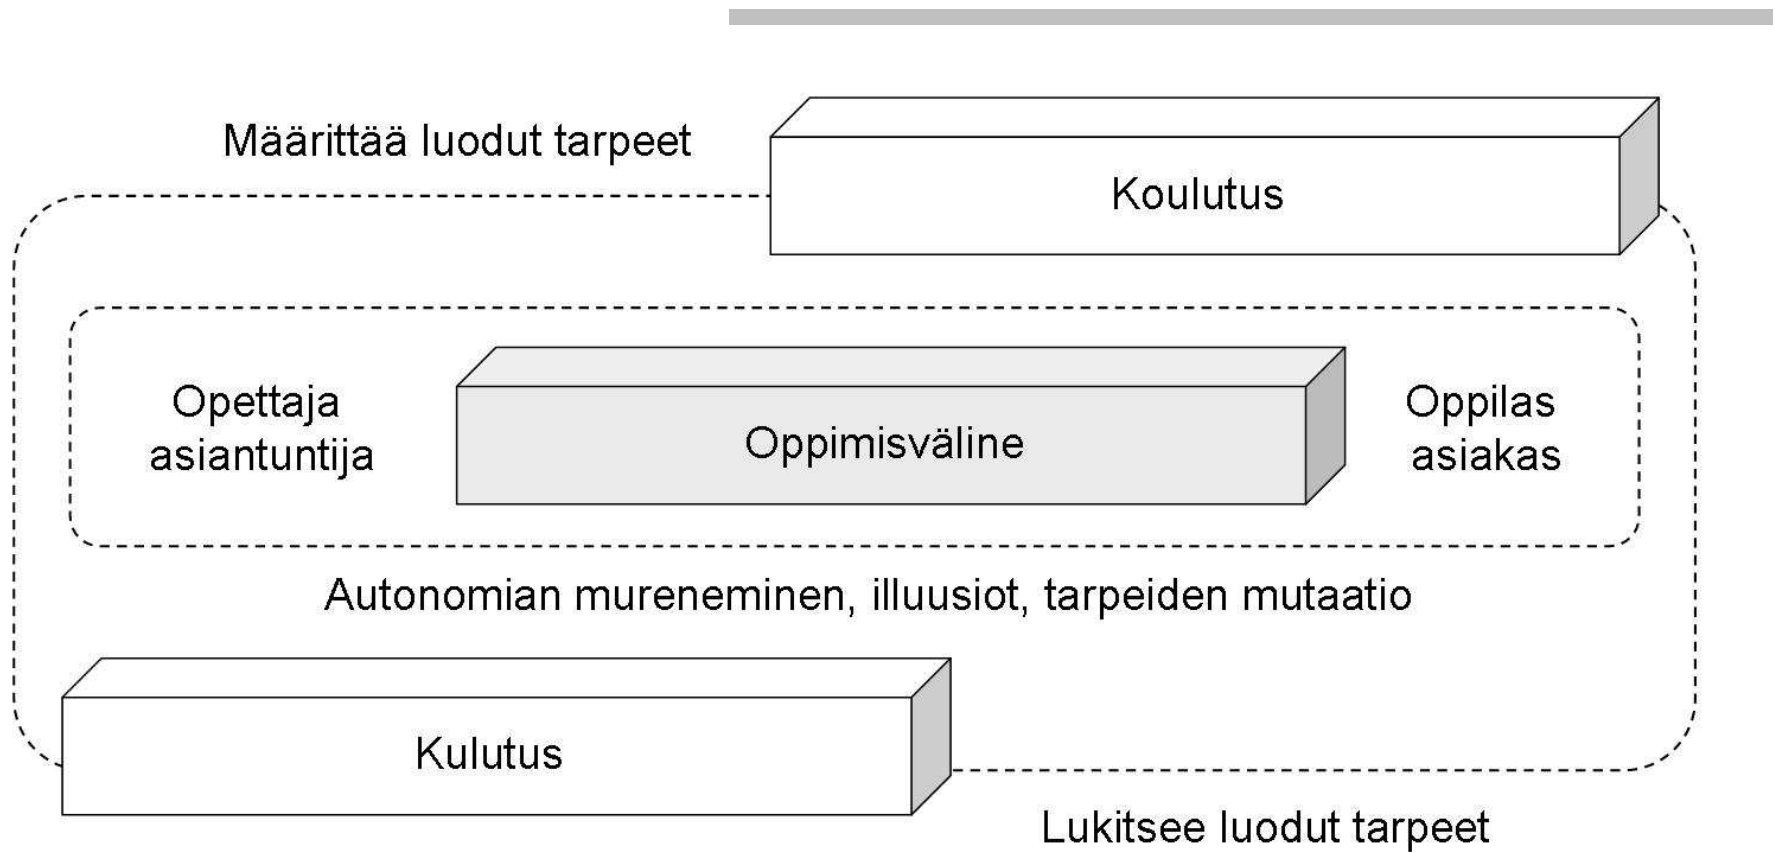 Määrittää luodut tarpeet
Koulutus
Opettaja
asiantuntija
Oppimisväline
Oppilas
asiakas
Autonomian mureneminen, illuusiot, tarpeiden mutaatio
Kulutus
Lukitsee luodut tarpeet